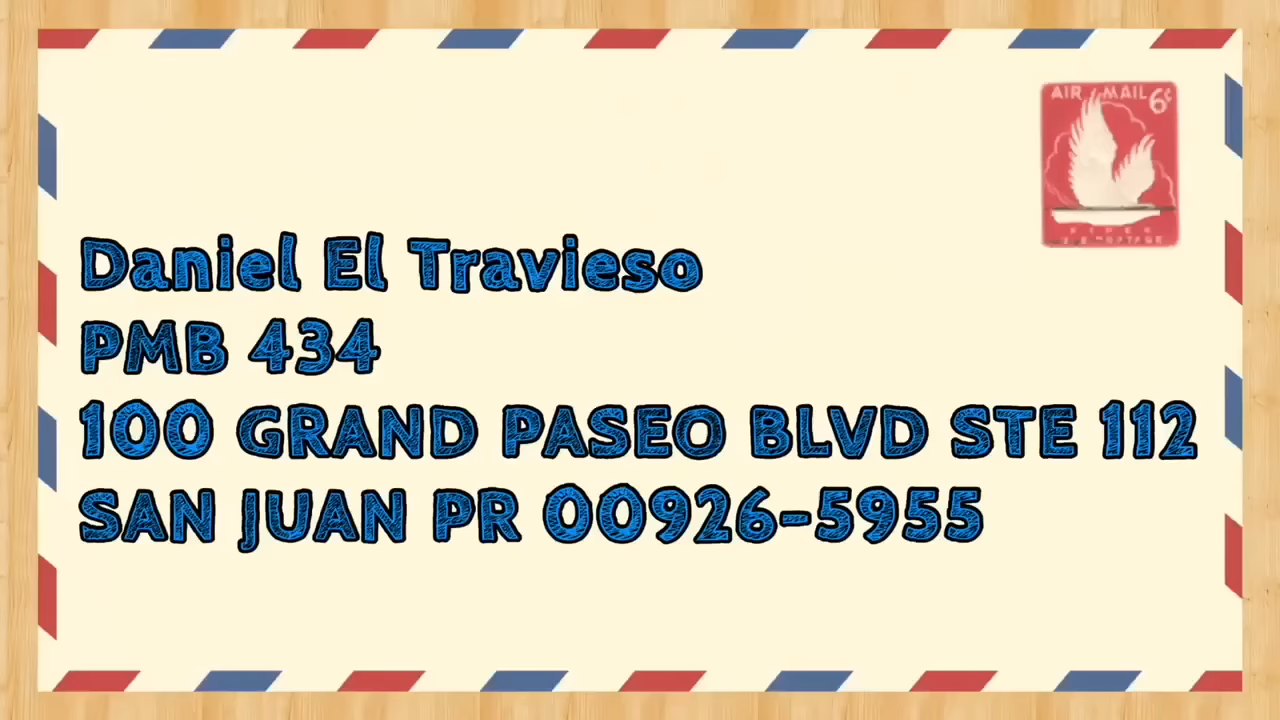 AIR MAIL 6¢
Daniel El Travieso
PMB 434
100 GRAND PASEO BLVD STE 112
SAN JUAN PR 00926-5955